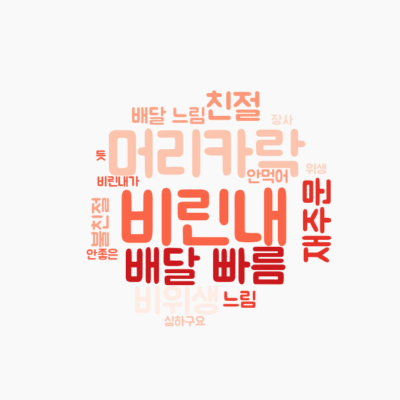 배달 느림
친절
장사
머리카락
듯
안먹어
위생
비린내가
비린내
재주문
불친절
안좋은
배달 빠름
비위생
느림
심하구요